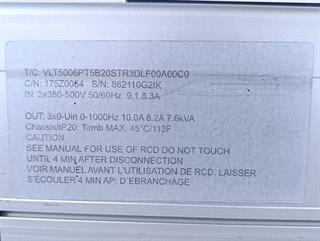 T/C: VLT5006PT5B20STR3DLF00A00C0
C/N: 175Z0054 S/N: 862110G2IK
IN: 3x380-500V 50/60Hz 9.1/8.3A
OUT: 3x0-Uin 0-1000Hz 10.0A 8.2A 7.6kVA
Chassis/IP20: Tamb MAX. 45°C/113F
CAUTION
SEE MANUAL FOR USE OF RCD DO NOT TOUCH
UNTIL 4 MIN AFTER DISCONNECTION
VOIR MANUEL AVANT L'UTILISATION DE RCD, LAISSER
S'ÉCOULER 4 MIN AP: D'EBRANCHAGE